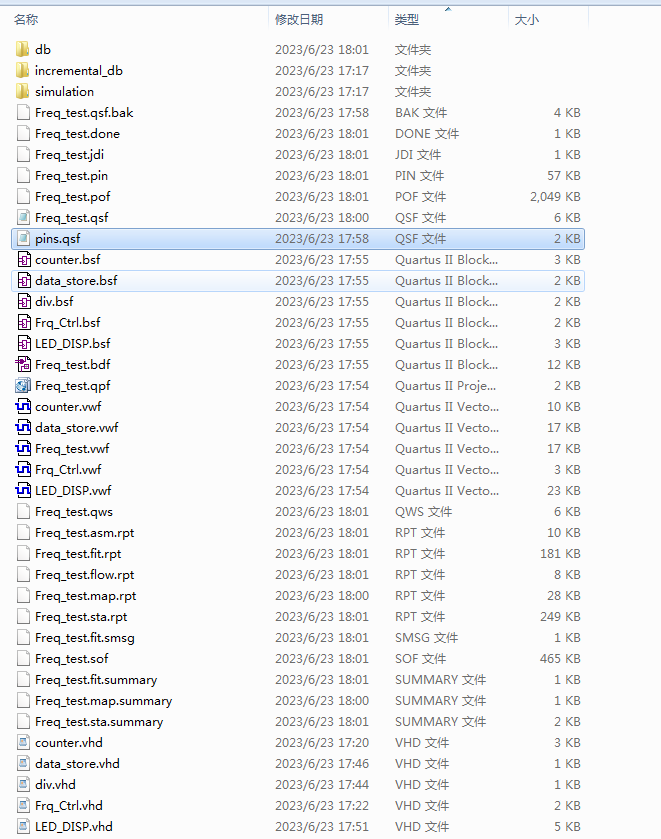 名称 修改日期 类型 大小
db 2023/6/23 18:01 文件夹
incremental_db 2023/6/23 17:17 文件夹
simulation 2023/6/23 17:17 文件夹
Freq_test.qsf.bak 2023/6/23 17:58 BAK 文件 4 KB
Freq_test.done 2023/6/23 18:01 DONE 文件 1 KB
Freq_test.jdi 2023/6/23 18:01 JDI 文件 1 KB
Freq_test.pin 2023/6/23 18:01 PIN 文件 57 KB
Freq_test.pof 2023/6/23 18:01 POF 文件 2,049 KB
Freq_test.qsf 2023/6/23 18:00 QSF 文件 6 KB
pins.qsf 2023/6/23 17:58 QSF 文件 2 KB
counter.bsf 2023/6/23 17:55 Quartus II Block... 3 KB
data_store.bsf 2023/6/23 17:55 Quartus II Block... 2 KB
div.bsf 2023/6/23 17:55 Quartus II Block... 2 KB
Frq_Ctrl.bsf 2023/6/23 17:55 Quartus II Block... 2 KB
LED_DISP.bsf 2023/6/23 17:55 Quartus II Block... 3 KB
Freq_test.bdf 2023/6/23 17:55 Quartus II Block... 12 KB
Freq_test.qpf 2023/6/23 17:54 Quartus II Proje... 2 KB
counter.vwf 2023/6/23 17:54 Quartus II Vecto... 10 KB
data_store.vwf 2023/6/23 17:54 Quartus II Vecto... 17 KB
Freq_test.vwf 2023/6/23 17:54 Quartus II Vecto... 17 KB
Frq_Ctrl.vwf 2023/6/23 17:54 Quartus II Vecto... 3 KB
LED_DISP.vwf 2023/6/23 17:54 Quartus II Vecto... 23 KB
Freq_test.qws 2023/6/23 18:01 QWS 文件 6 KB
Freq_test.asm.rpt 2023/6/23 18:01 RPT 文件 10 KB
Freq_test.fit.rpt 2023/6/23 18:01 RPT 文件 181 KB
Freq_test.flow.rpt 2023/6/23 18:01 RPT 文件 8 KB
Freq_test.map.rpt 2023/6/23 18:00 RPT 文件 28 KB
Freq_test.sta.rpt 2023/6/23 18:01 RPT 文件 249 KB
Freq_test.fit.smsg 2023/6/23 18:01 SMSG 文件 1 KB
Freq_test.sof 2023/6/23 18:01 SOF 文件 465 KB
Freq_test.fit.summary 2023/6/23 18:01 SUMMARY 文件 1 KB
Freq_test.map.summary 2023/6/23 18:00 SUMMARY 文件 1 KB
Freq_test.sta.summary 2023/6/23 18:01 SUMMARY 文件 2 KB
counter.vhd 2023/6/23 17:20 VHD 文件 3 KB
data_store.vhd 2023/6/23 17:46 VHD 文件 2 KB
div.vhd 2023/6/23 17:44 VHD 文件 2 KB
Frq_Ctrl.vhd 2023/6/23 17:22 VHD 文件 2 KB
LED_DISP.vhd 2023/6/23 17:51 VHD 文件 5 KB